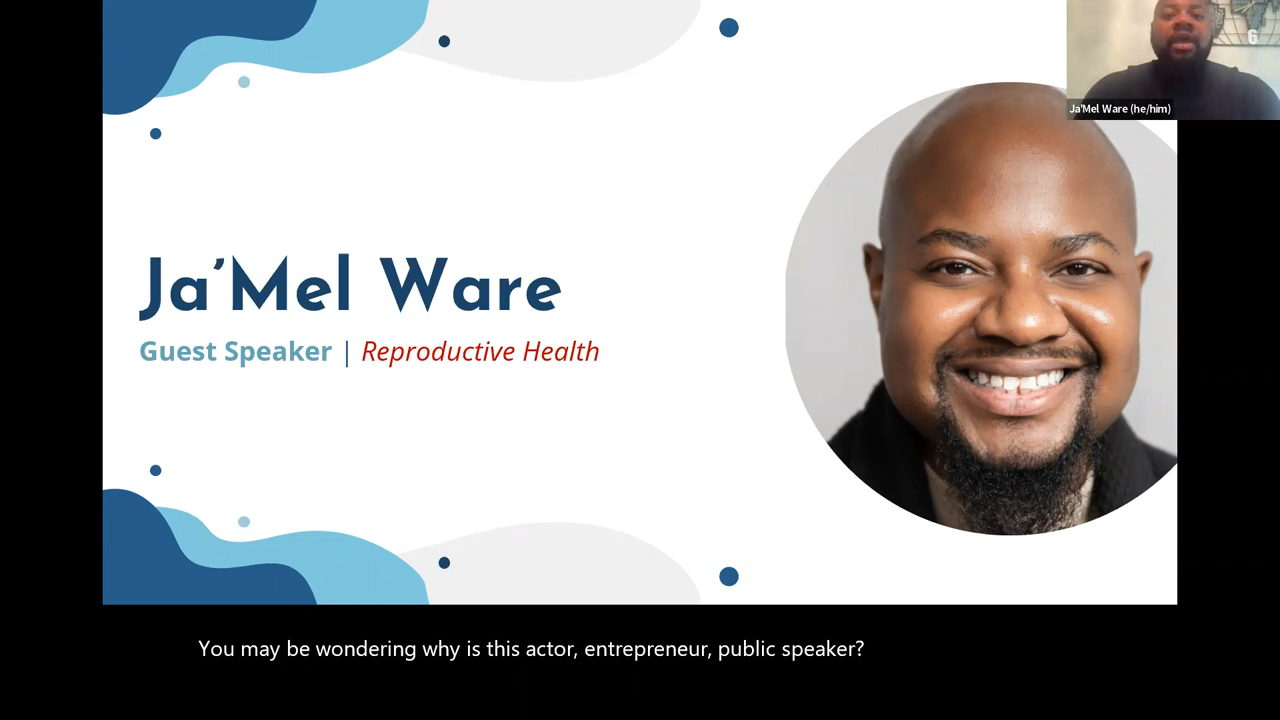 6
Ja'Mel Ware (he/him)
Ja’Mel Ware
Guest Speaker | Reproductive Health
You may be wondering why is this actor, entrepreneur, public speaker?